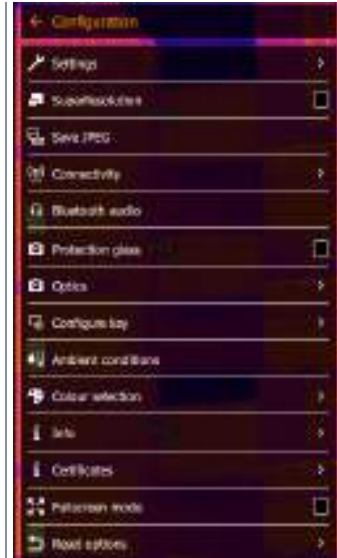 Configuration
Settings
SuperResolution
Save JPEG
Connectivity
Bluetooth audio
Protection glass
Optics
Configure key
Ambient conditions
Colour selection
Info
Certificates
Fullscreen mode
Reset options